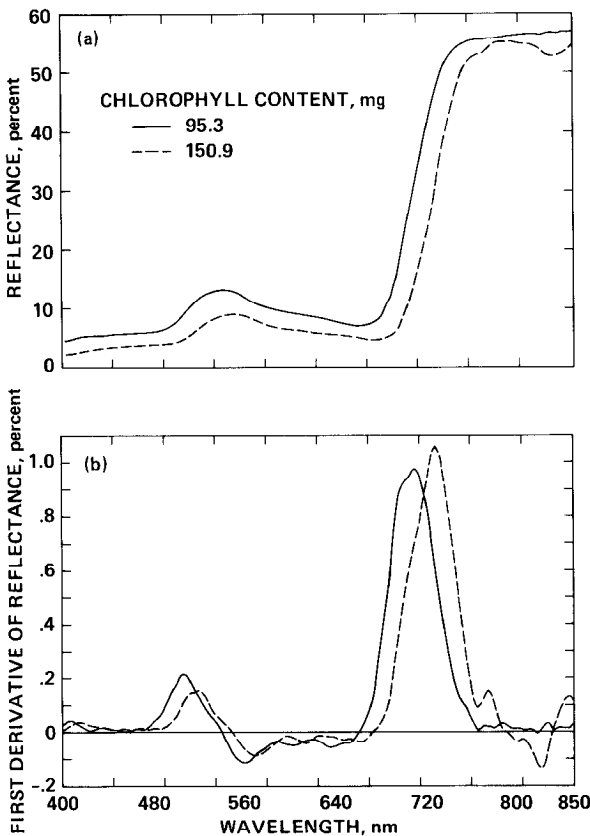 60
(a)
50
CHLOROPHYLL CONTENT, mg
95.3
150.9
40
30
20
10
0
REFLECTANCE, percent
(b)
1.0
.8
.6
.4
.2
0
-.2
FIRST DERIVATIVE OF REFLECTANCE, percent
400 480 560 640 720 800 850
WAVELENGTH, nm